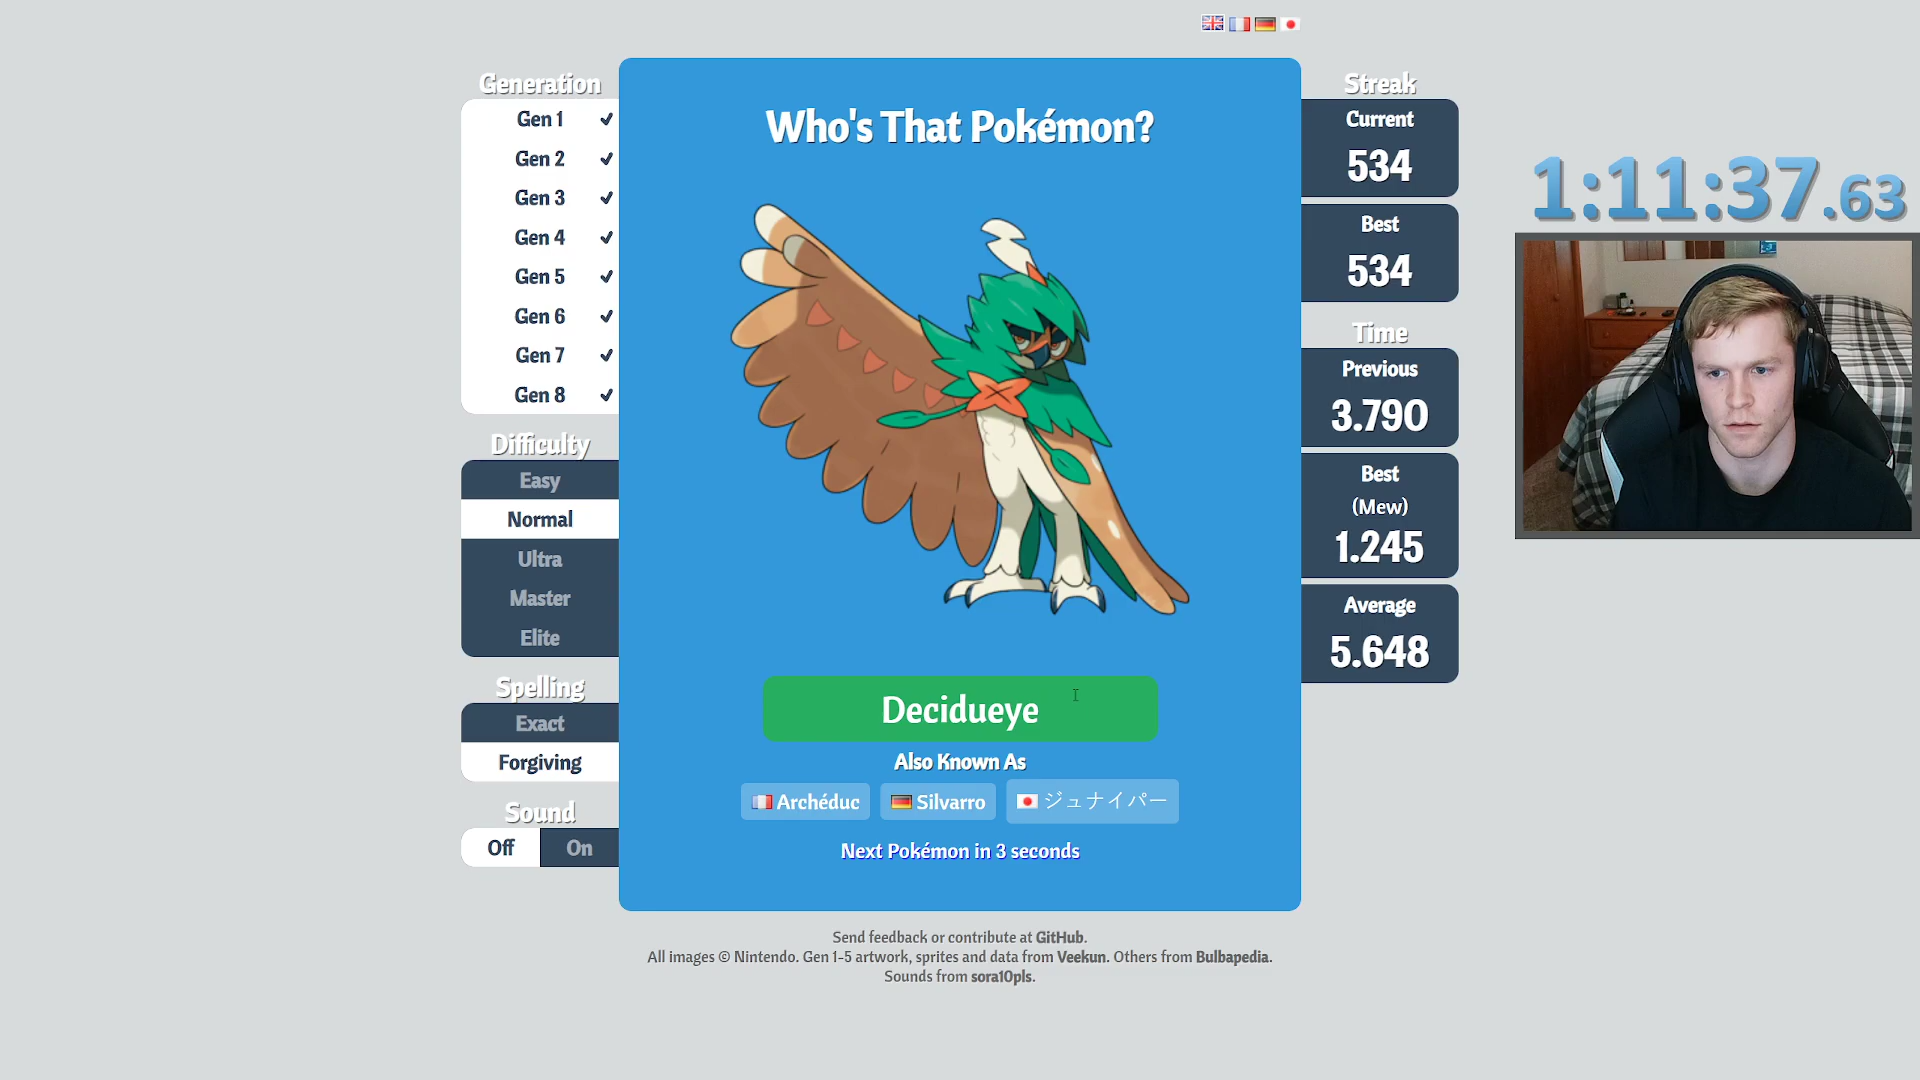 Generation
Gen 1 ✔
Gen 2 ✔
Gen 3 ✔
Gen 4 ✔
Gen 5 ✔
Gen 6 ✔
Gen 7 ✔
Gen 8 ✔
Difficulty
Easy
Normal
Ultra
Master
Elite
Spelling
Exact
Forgiving
Sound
Off On
Who's That Pokémon?
Decidueye
Also Known As
Archéduc Silvarro ジュナイパー
Next Pokémon in 3 seconds
Streak
Current
534
Best
534
Time
Previous
3.790
Best
(Mew)
1.245
Average
5.648
1:11:37.63
Send feedback or contribute at GitHub.
All images © Nintendo. Gen 1-5 artwork, sprites and data from Veekun. Others from Bulbapedia.
Sounds from sora10pls.